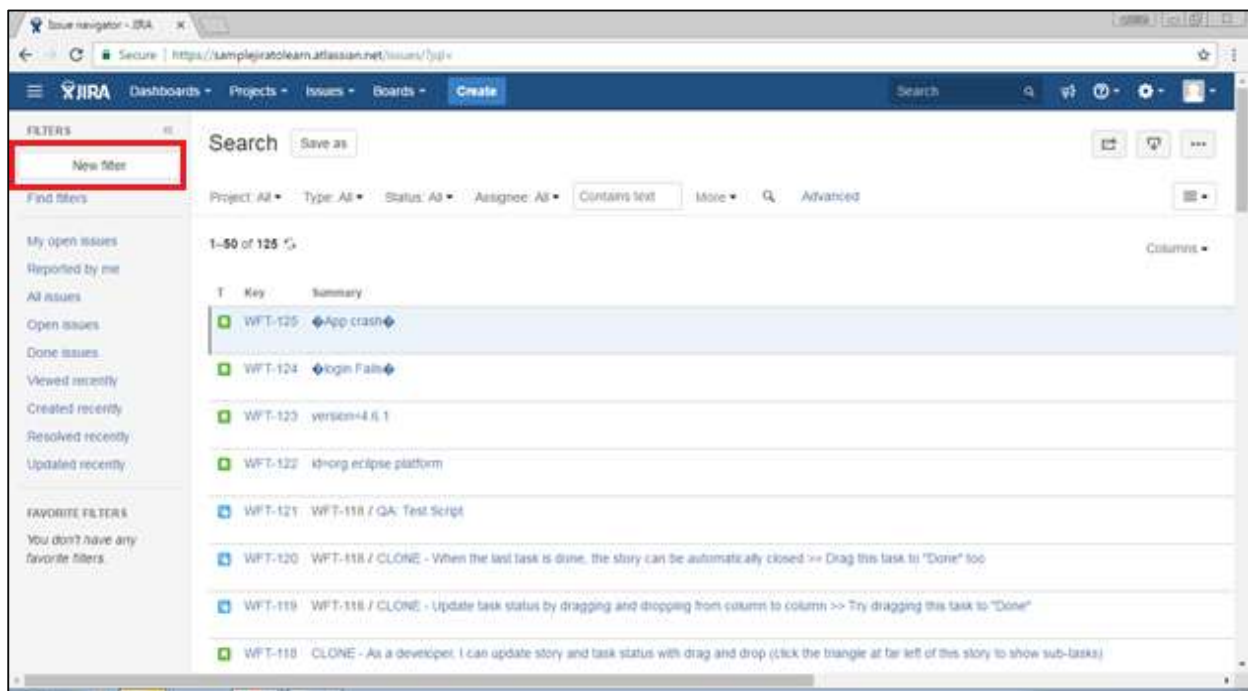 Issue navigator - JIRA
Secure | https://samplejiratolearn.atlassian.net/issues/?jql=
JIRA Dashboards Projects Issues Boards Create Search
FILTERS
New filter
Find filters
My open issues
Reported by me
All issues
Open issues
Done issues
Viewed recently
Created recently
Resolved recently
Updated recently
FAVORITE FILTERS
You don't have any
favorite filters.
Search Save as
Project: All Type: All Status: All Assignee: All Contains text More Advanced
1–50 of 125
Columns
T Key Summary
WFT-125 �App crash�
WFT-124 �login Fails�
WFT-123 version=4.6.1
WFT-122 id=org.eclipse.platform
WFT-121 WFT-118 / QA: Test Script
WFT-120 WFT-118 / CLONE - When the last task is done, the story can be automatically closed >> Drag this task to "Done" too
WFT-119 WFT-118 / CLONE - Update task status by dragging and dropping from column to column >> Try dragging this task to "Done"
WFT-118 CLONE - As a developer, I can update story and task status with drag and drop (click the triangle at far left of this story to show sub-tasks)